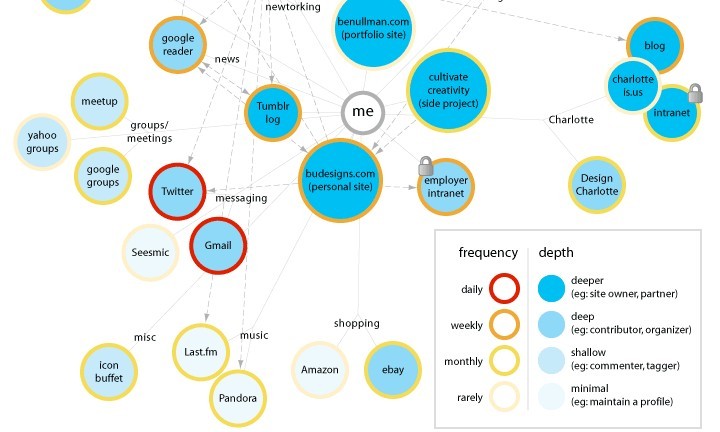 newtorking
benullman.com
(portfolio site)
google
reader
news
blog
cultivate
creativity
(side project)
charlotte
is.us
meetup
Tumblr
log
me
intranet
yahoo
groups
groups/
meetings
Charlotte
google
groups
Twitter
messaging
budesigns.com
(personal site)
employer
intranet
Design
Charlotte
Seesmic
Gmail
frequency
depth
daily
deeper
(eg: site owner, partner)
weekly
deep
(eg: contributor, organizer)
monthly
shallow
(eg: commenter, tagger)
rarely
minimal
(eg: maintain a profile)
misc
music
shopping
icon
buffet
Last.fm
Pandora
Amazon
ebay